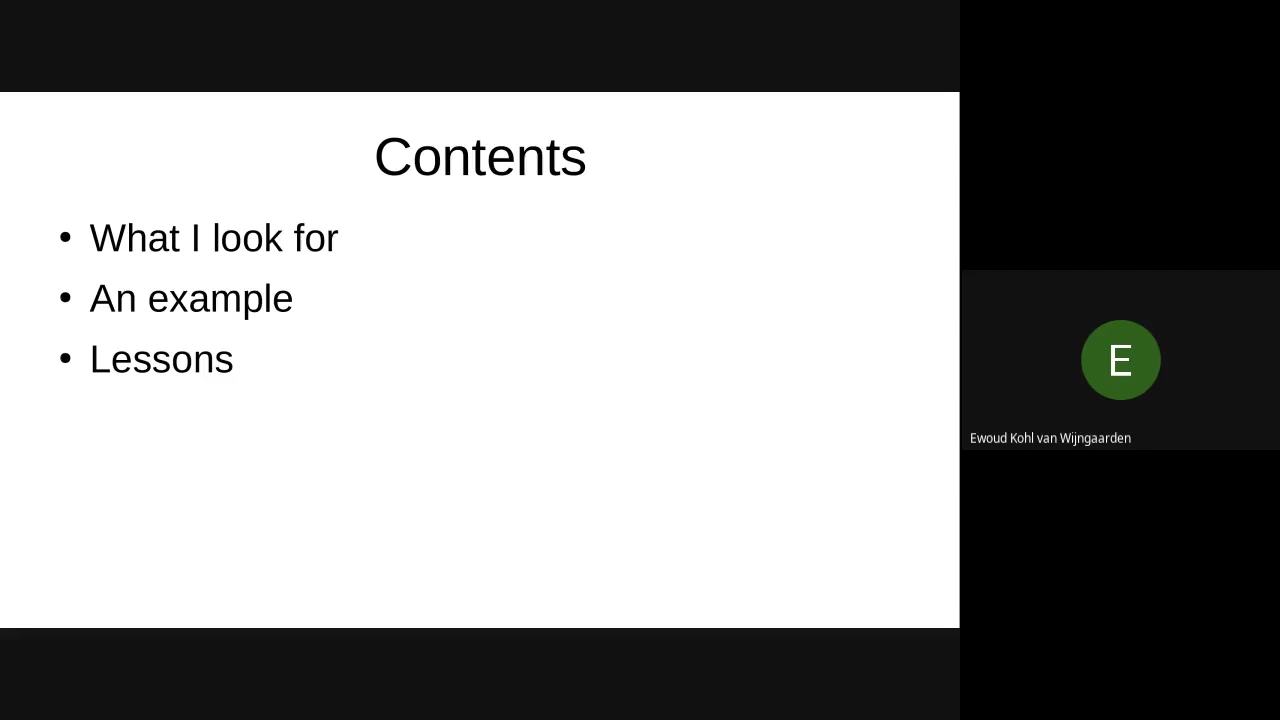 Contents
• What I look for
• An example
• Lessons
E
Ewoud Kohl van Wijngaarden